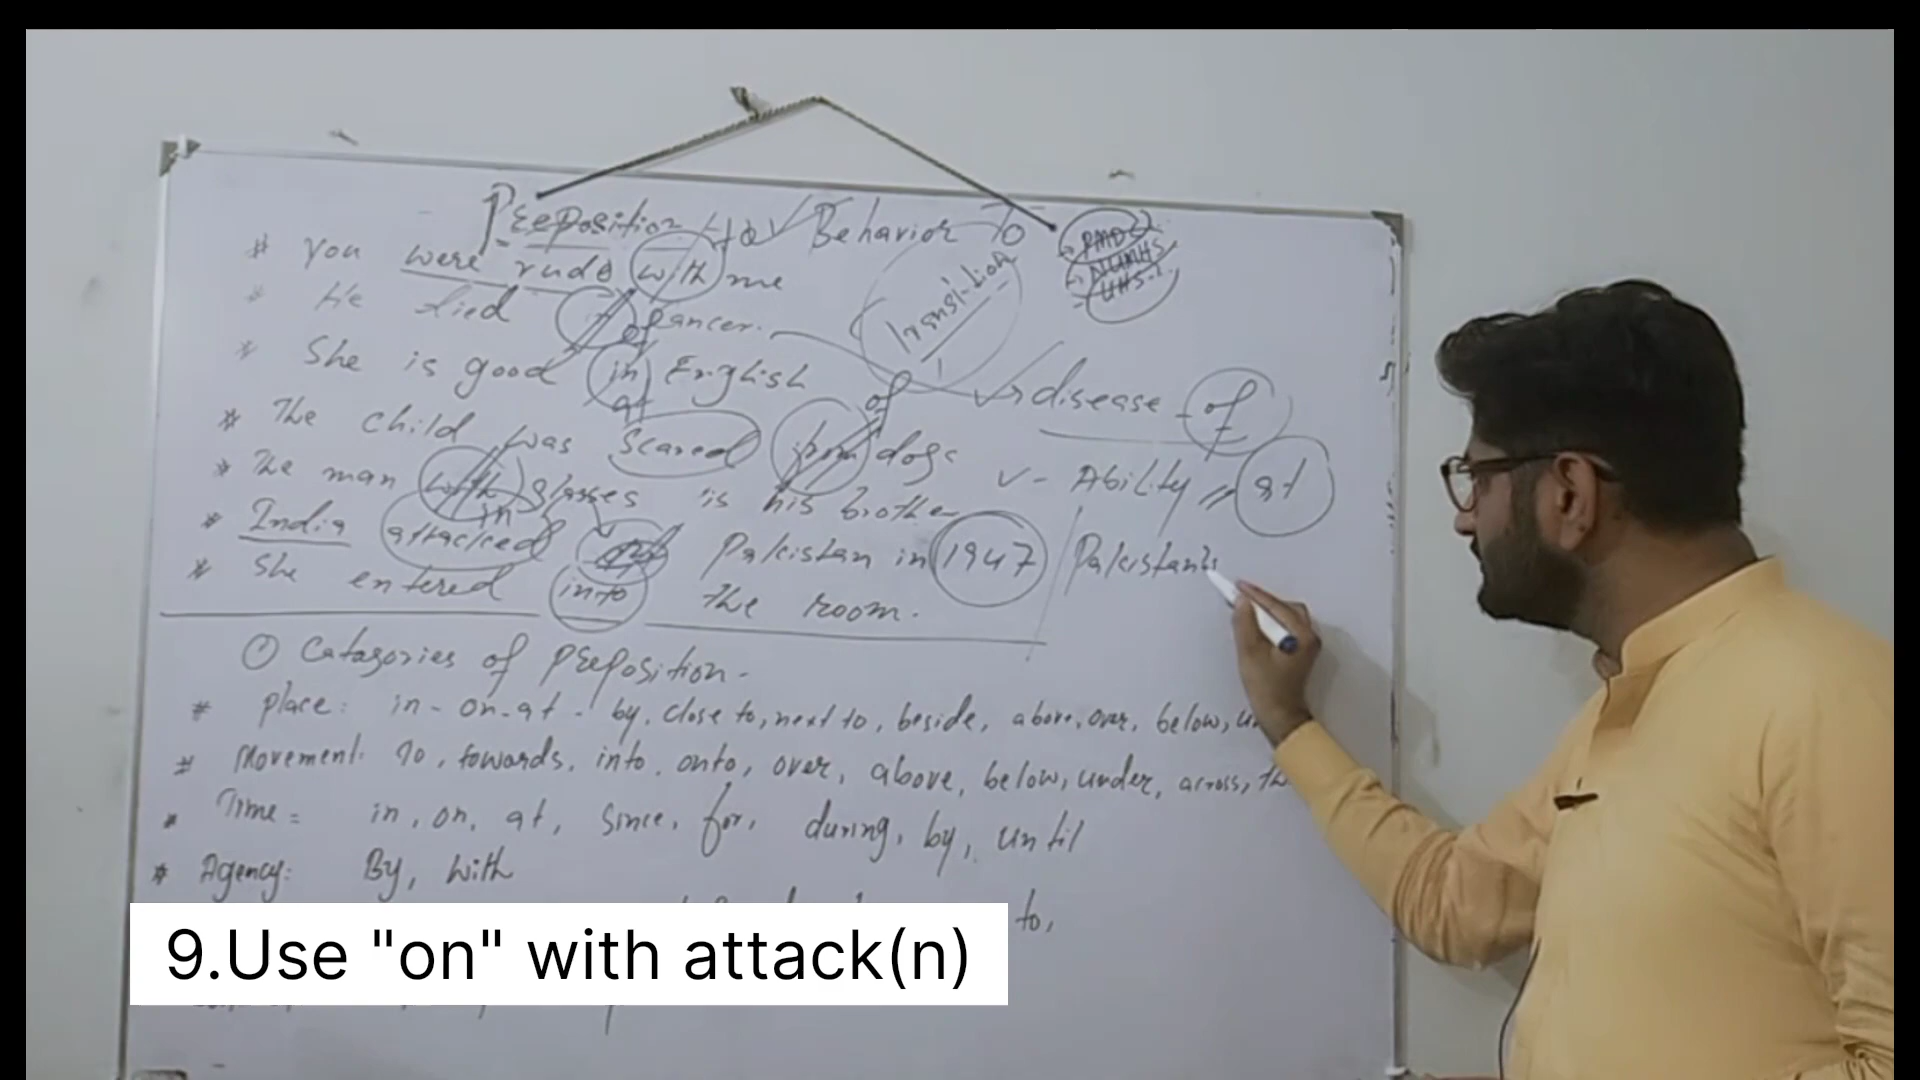 Preposition to Behavior To
PMDC
NUMHS
UHS
* You were rude with me
Transition
* He died in of cancer.
disease - of
* She is good in at English
Ability at
* The child was scared from of dogs
* The man with in glasses is his brother
* India attacked on Pakistan in 1947
Pakistan's
* She entered into the room.
① Catagories of Preposition -
* place: in - on - at - by, close to, next to, beside, above, over, below,
* Movement: To, towards, into, onto, over, above, below, under, across,
* Time = in, on, at, since, for, during, by, until
* Agency: By, with
to,
9.Use "on" with attack(n)